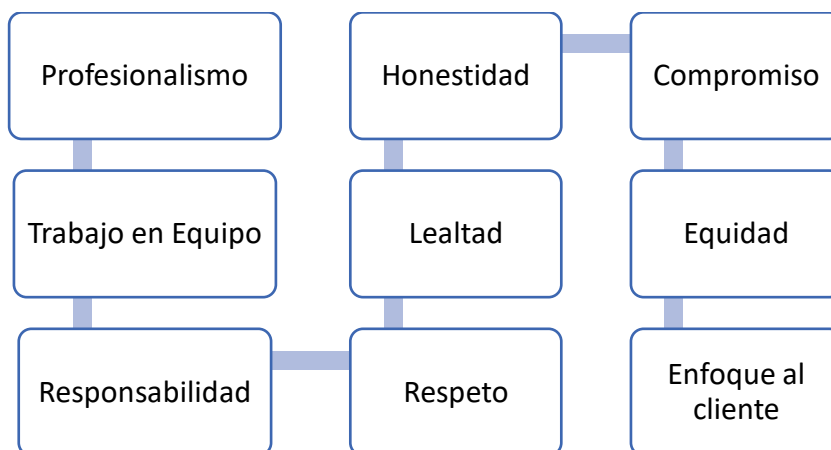 Profesionalismo
Trabajo en Equipo
Responsabilidad
Respeto
Lealtad
Honestidad
Compromiso
Equidad
Enfoque al
cliente